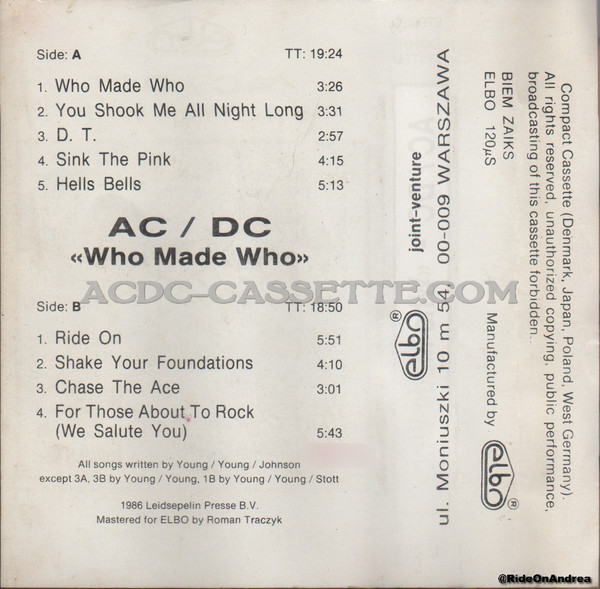 Side: A TT: 19:24
1. Who Made Who 3:26
2. You Shook Me All Night Long 3:31
3. D. T. 2:57
4. Sink The Pink 4:15
5. Hells Bells 5:13
AC / DC
«Who Made Who»
ACDC-CASSETTE.COM
Side: B TT: 18:50
1. Ride On 5:51
2. Shake Your Foundations 4:10
3. Chase The Ace 3:01
4. For Those About To Rock
(We Salute You) 5:43
All songs written by Young / Young / Johnson
except 3A, 3B by Young / Young, 1B by Young / Young / Stott
1986 Leidsepelin Presse B.V.
Mastered for ELBO by Roman Traczyk
joint-venture
elbo ®
ul. Moniuszki 10 m 54, 00-009 WARSZAWA
Compact Cassette (Denmark, Japan, Poland, West Germany).
All rights reserved, unauthorized copying, public performance,
broadcasting of this cassette forbidden.
BIEM ZAIKS
ELBO 120µS
Manufactured by
elbo ®
@RideOnAndrea